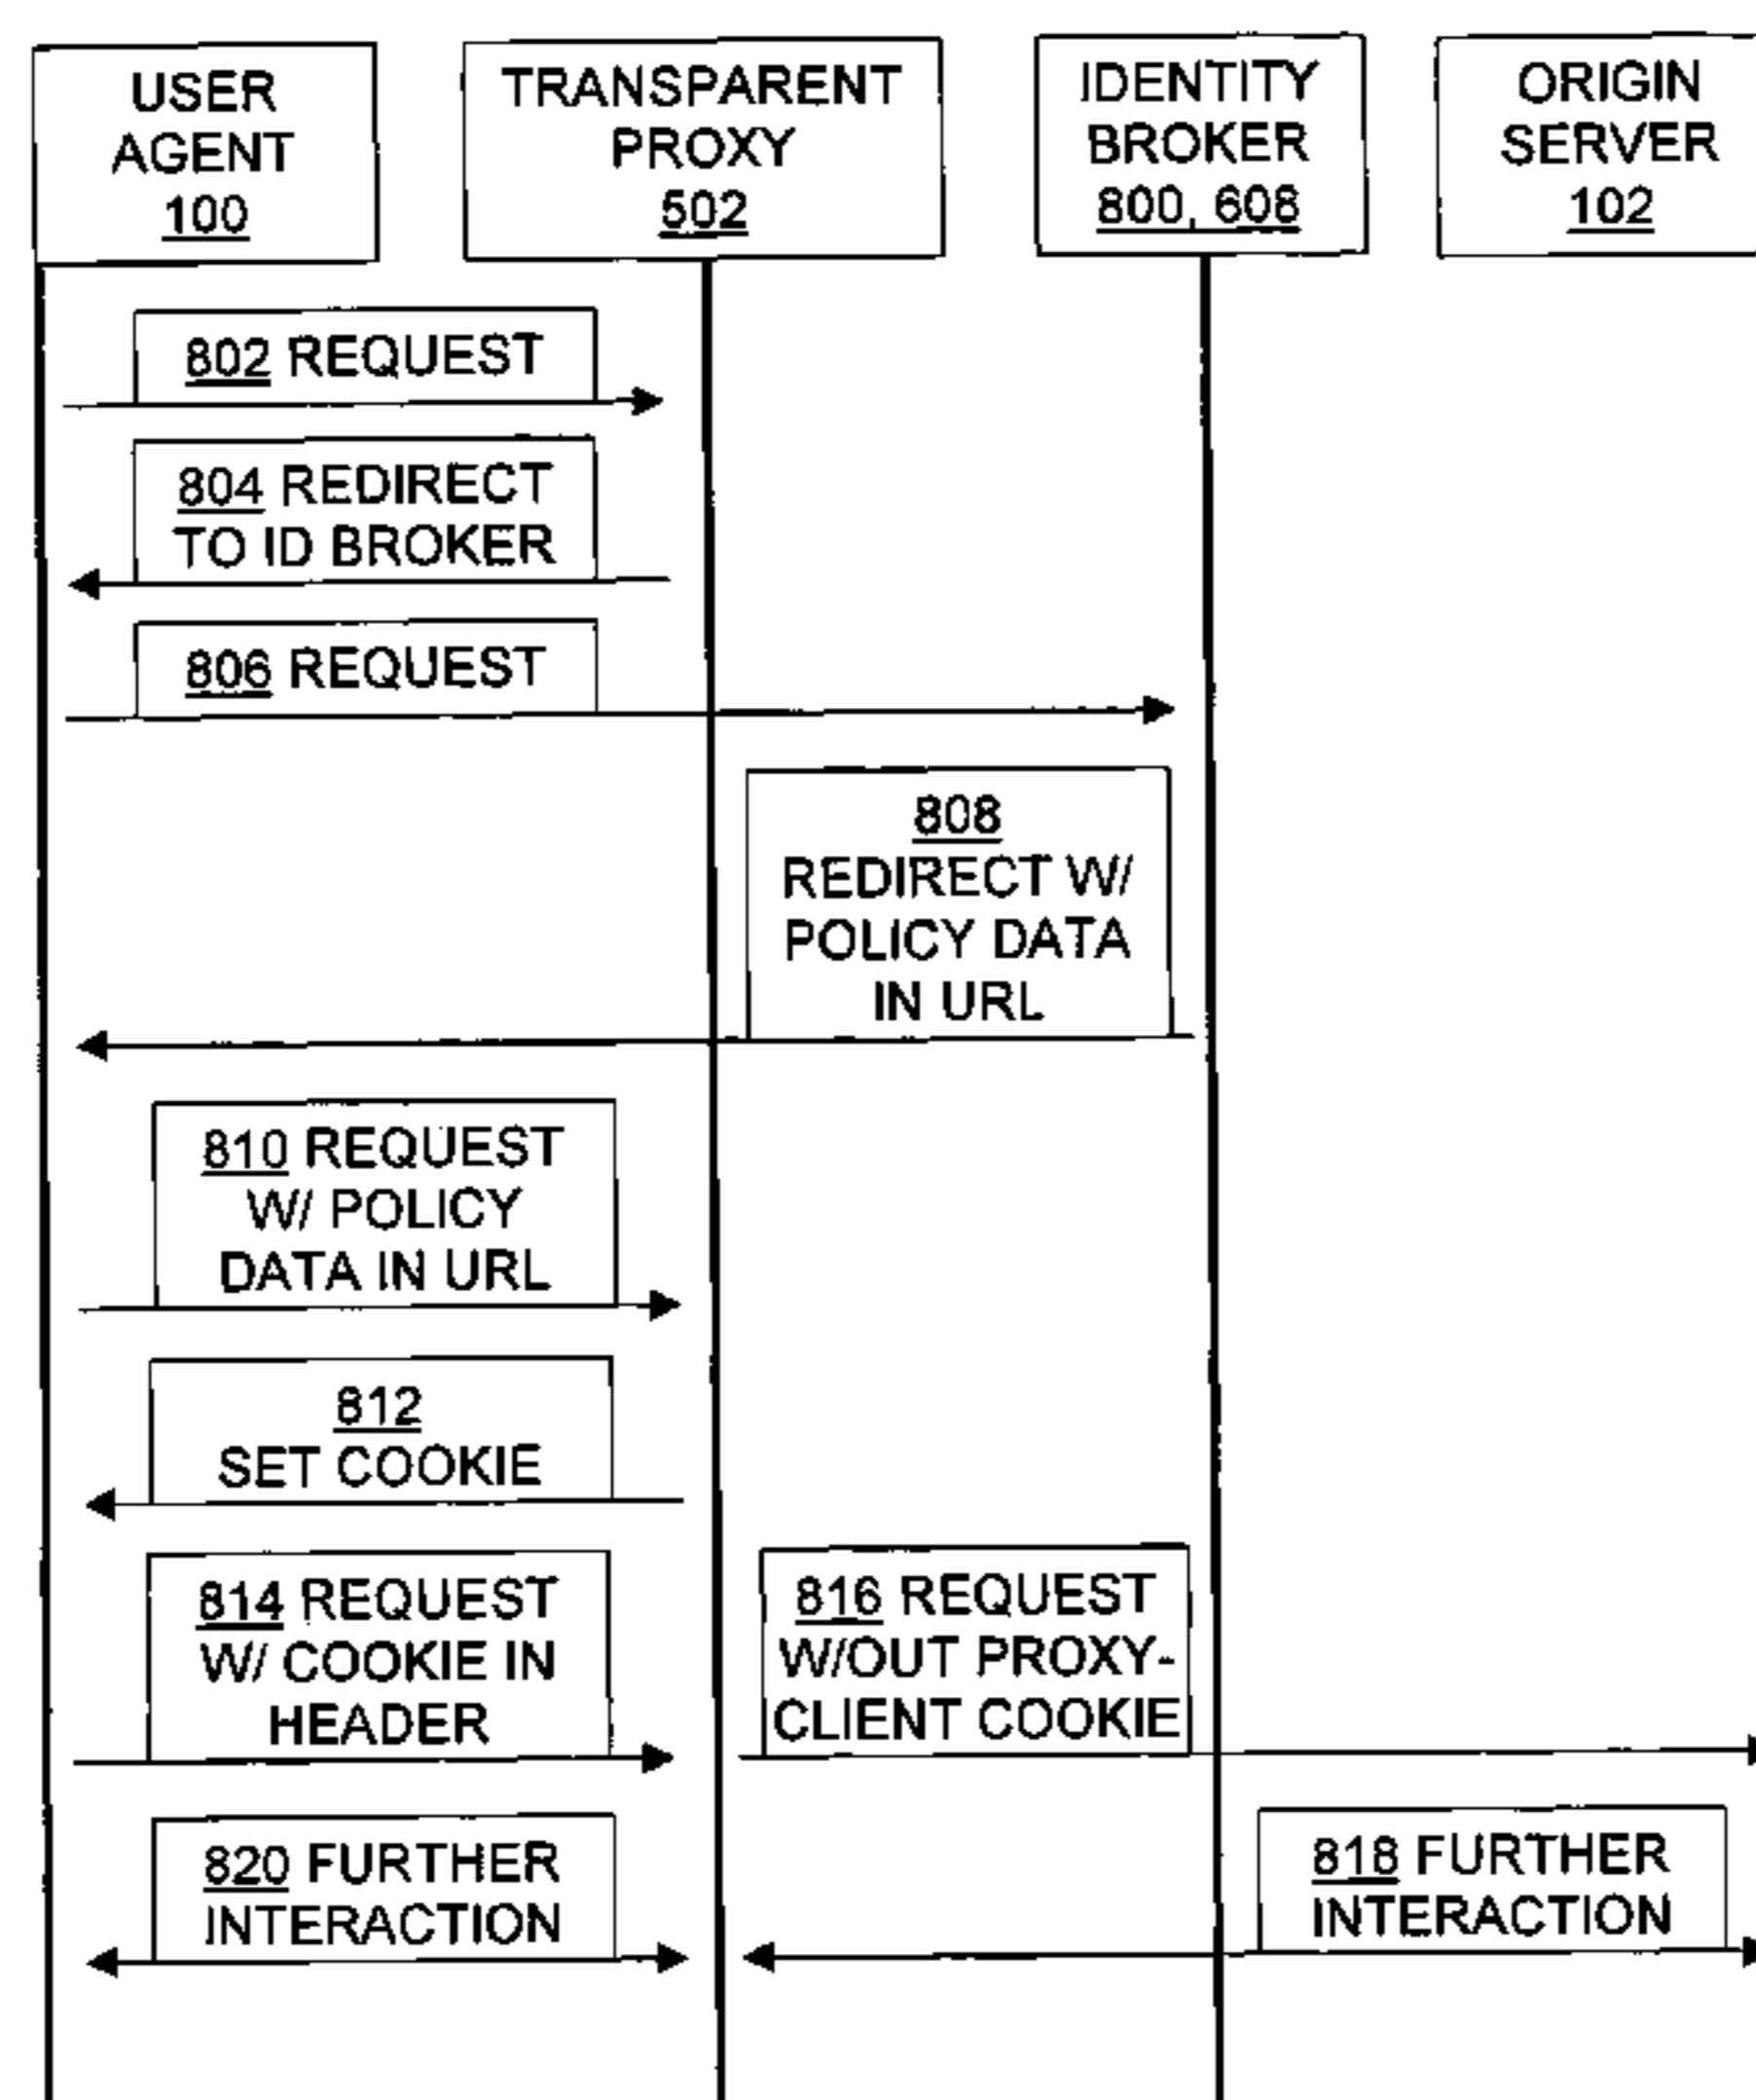 USER
AGENT
100
TRANSPARENT
PROXY
502
IDENTITY
BROKER
800, 608
ORIGIN
SERVER
102
802 REQUEST
804 REDIRECT
TO ID BROKER
806 REQUEST
808
REDIRECT W/
POLICY DATA
IN URL
810 REQUEST
W/ POLICY
DATA IN URL
812
SET COOKIE
814 REQUEST
W/ COOKIE IN
HEADER
816 REQUEST
W/OUT PROXY-
CLIENT COOKIE
820 FURTHER
INTERACTION
818 FURTHER
INTERACTION